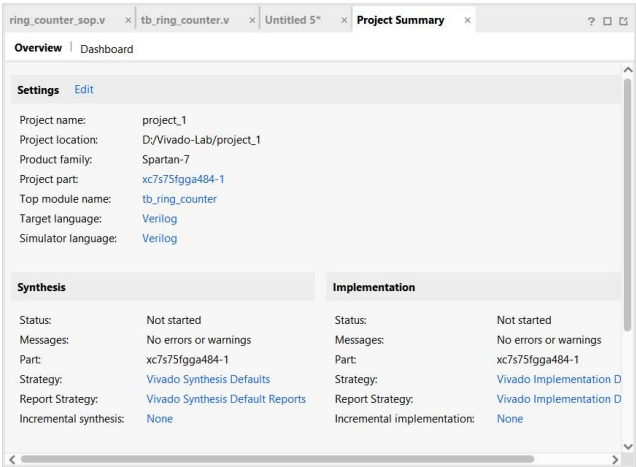 ring_counter_sop.v × tb_ring_counter.v × Untitled 5* × Project Summary × ?
Overview | Dashboard
Settings Edit
Project name: project_1
Project location: D:/Vivado-Lab/project_1
Product family: Spartan-7
Project part: xc7s75fgga484-1
Top module name: tb_ring_counter
Target language: Verilog
Simulator language: Verilog
Synthesis
Status: Not started
Messages: No errors or warnings
Part: xc7s75fgga484-1
Strategy: Vivado Synthesis Defaults
Report Strategy: Vivado Synthesis Default Reports
Incremental synthesis: None
Implementation
Status: Not started
Messages: No errors or warnings
Part: xc7s75fgga484-1
Strategy: Vivado Implementation D
Report Strategy: Vivado Implementation D
Incremental implementation: None